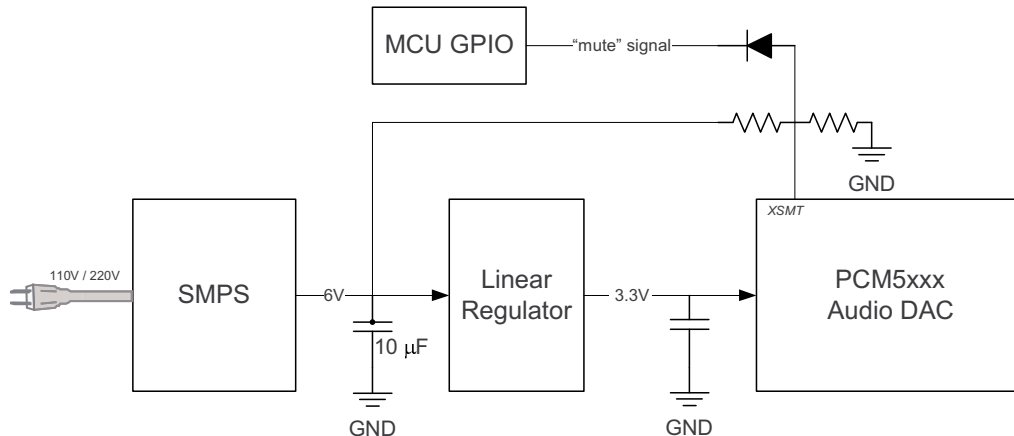 MCU GPIO
“mute” signal
GND
XSMT
110V / 220V
SMPS
6V
Linear
Regulator
3.3V
PCM5xxx
Audio DAC
10 μF
GND
GND